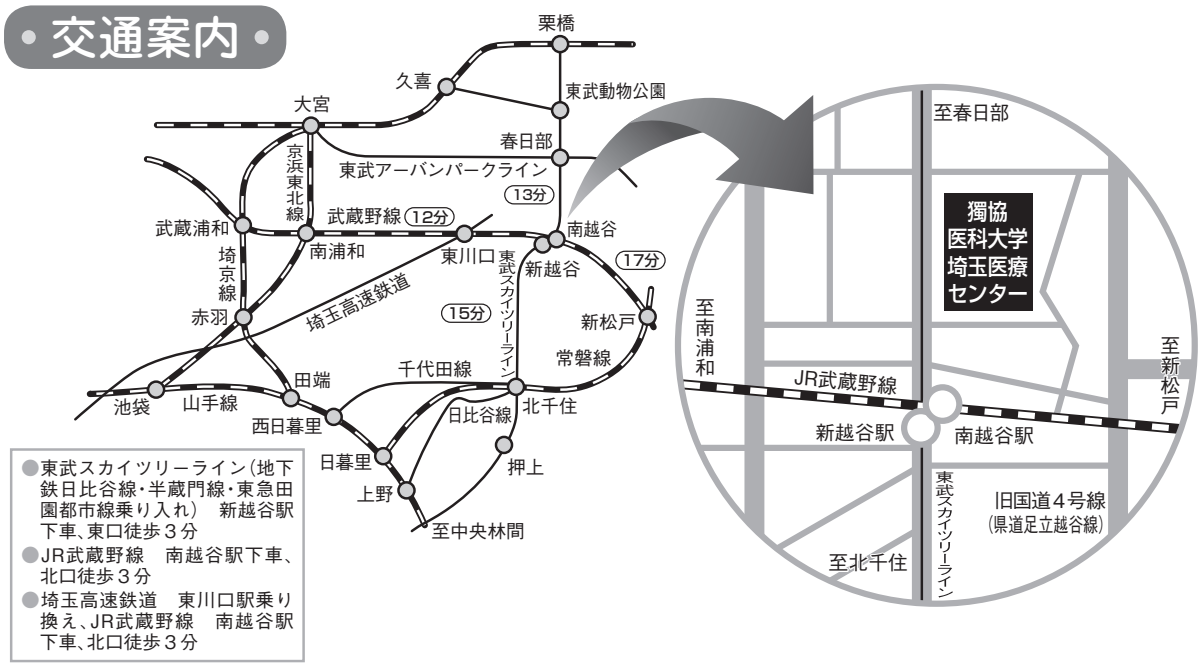 交通案内
栗橋
久喜
東武動物公園
大宮
春日部
京浜東北線
東武アーバンパークライン
13分
武蔵野線
12分
武蔵浦和
南浦和
東川口
南越谷
新越谷
17分
埼京線
埼玉高速鉄道
東武スカイツリーライン
15分
赤羽
新松戸
常磐線
千代田線
田端
池袋
山手線
西日暮里
日比谷線
北千住
日暮里
押上
上野
至中央林間
●東武スカイツリーライン(地下
鉄日比谷線・半蔵門線・東急田
園都市線乗り入れ) 新越谷駅
下車、東口徒歩3分
●JR武蔵野線 南越谷駅下車、
北口徒歩3分
●埼玉高速鉄道 東川口駅乗り
換え、JR武蔵野線 南越谷駅
下車、北口徒歩3分
至春日部
獨協
医科大学
埼玉医療
センター
至南浦和
至新松戸
JR武蔵野線
新越谷駅
南越谷駅
東武スカイツリーライン
旧国道4号線
(県道足立越谷線)
至北千住